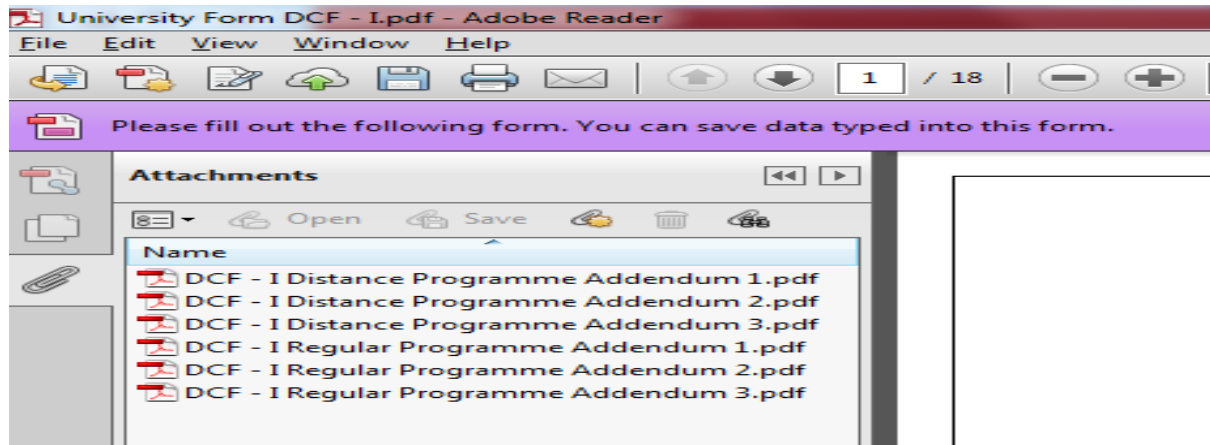 University Form DCF - I.pdf - Adobe Reader
File Edit View Window Help
1 / 18
Please fill out the following form. You can save data typed into this form.
Attachments
Open Save
Name
DCF - I Distance Programme Addendum 1.pdf
DCF - I Distance Programme Addendum 2.pdf
DCF - I Distance Programme Addendum 3.pdf
DCF - I Regular Programme Addendum 1.pdf
DCF - I Regular Programme Addendum 2.pdf
DCF - I Regular Programme Addendum 3.pdf